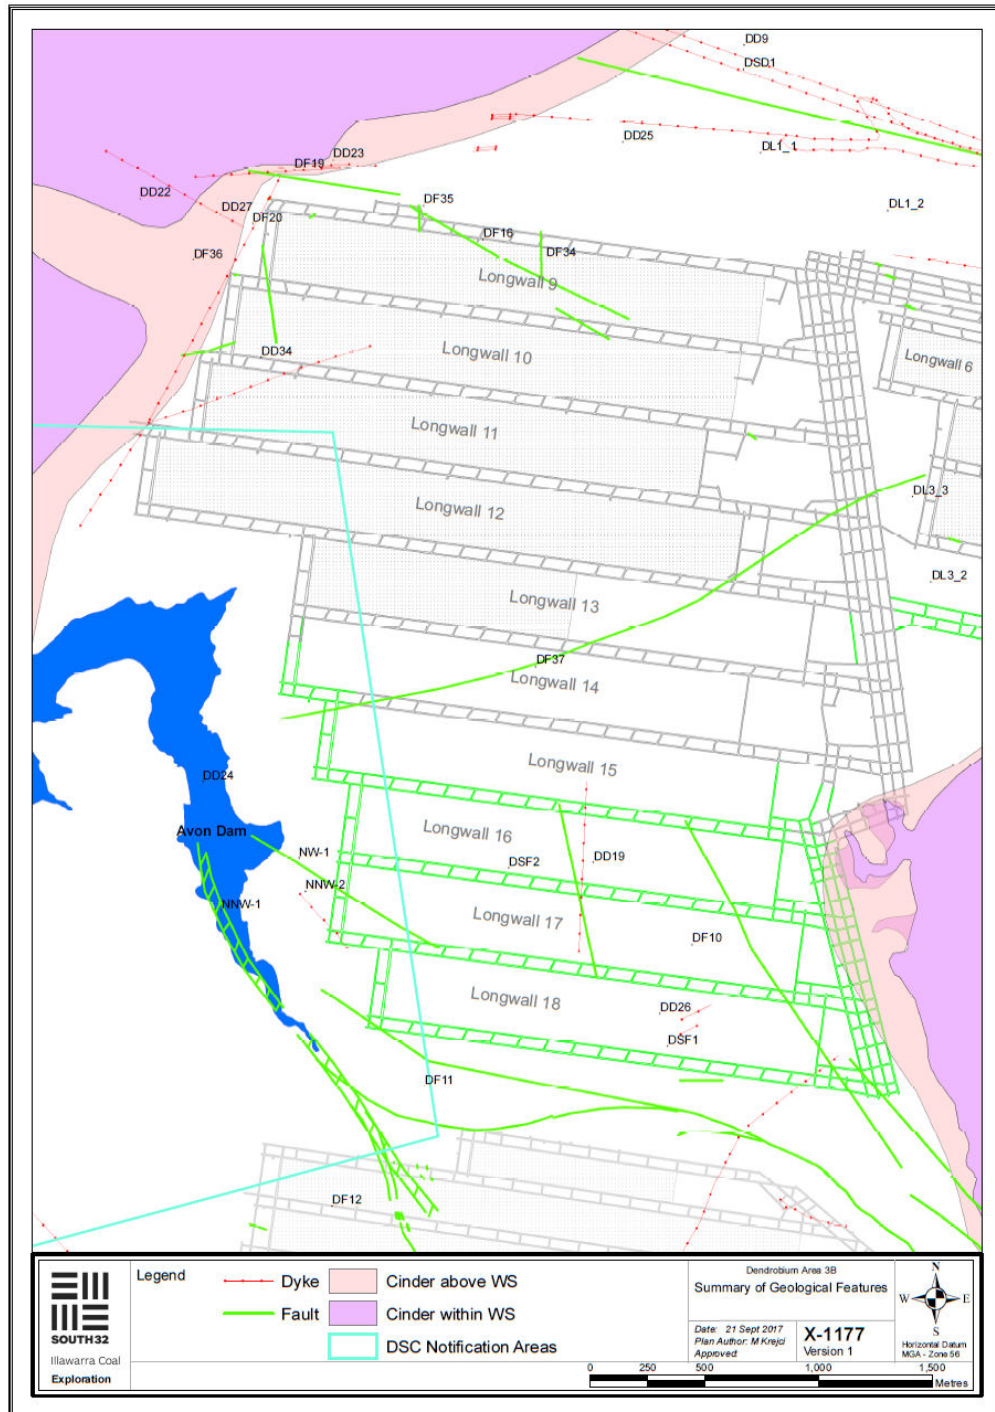 DD9
DSD1
DD25
DL1_1
DD23
DF19
DD22
DD27
DF20
DF35
DL1_2
DF16
DF34
DF36
Longwall 9
Longwall 10
DD34
Longwall 6
Longwall 11
DL3_3
Longwall 12
DL3_2
Longwall 13
DF37
Longwall 14
Longwall 15
DD24
Avon Dam
Longwall 16
NW-1
DSF2
DD19
NNW-2
NNW-1
Longwall 17
DF10
Longwall 18
DD26
DSF1
DF11
DF12
SOUTH32
Illawarra Coal
Exploration
Legend
Dyke
Fault
Cinder above WS
Cinder within WS
DSC Notification Areas
Dendrobium Area 3B
Summary of Geological Features
Date: 21 Sept 2017
Plan Author: M Krejci
Approved:
X-1177
Version 1
N
W
E
S
Horizontal Datum
MGA - Zone 56
0 250 500 1,000 1,500
Metres